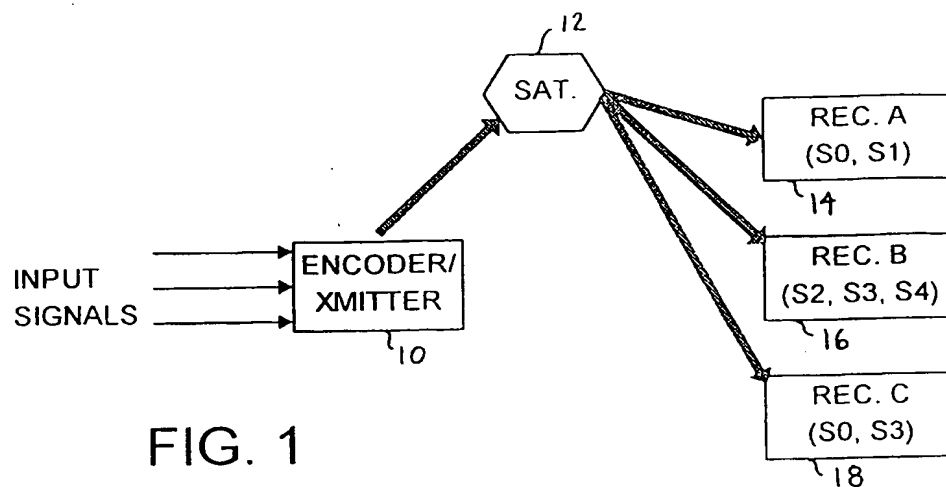 12
SAT.
REC. A
(S0, S1)
14
INPUT
SIGNALS
ENCODER/
XMITTER
10
REC. B
(S2, S3, S4)
16
REC. C
(S0, S3)
18
FIG. 1